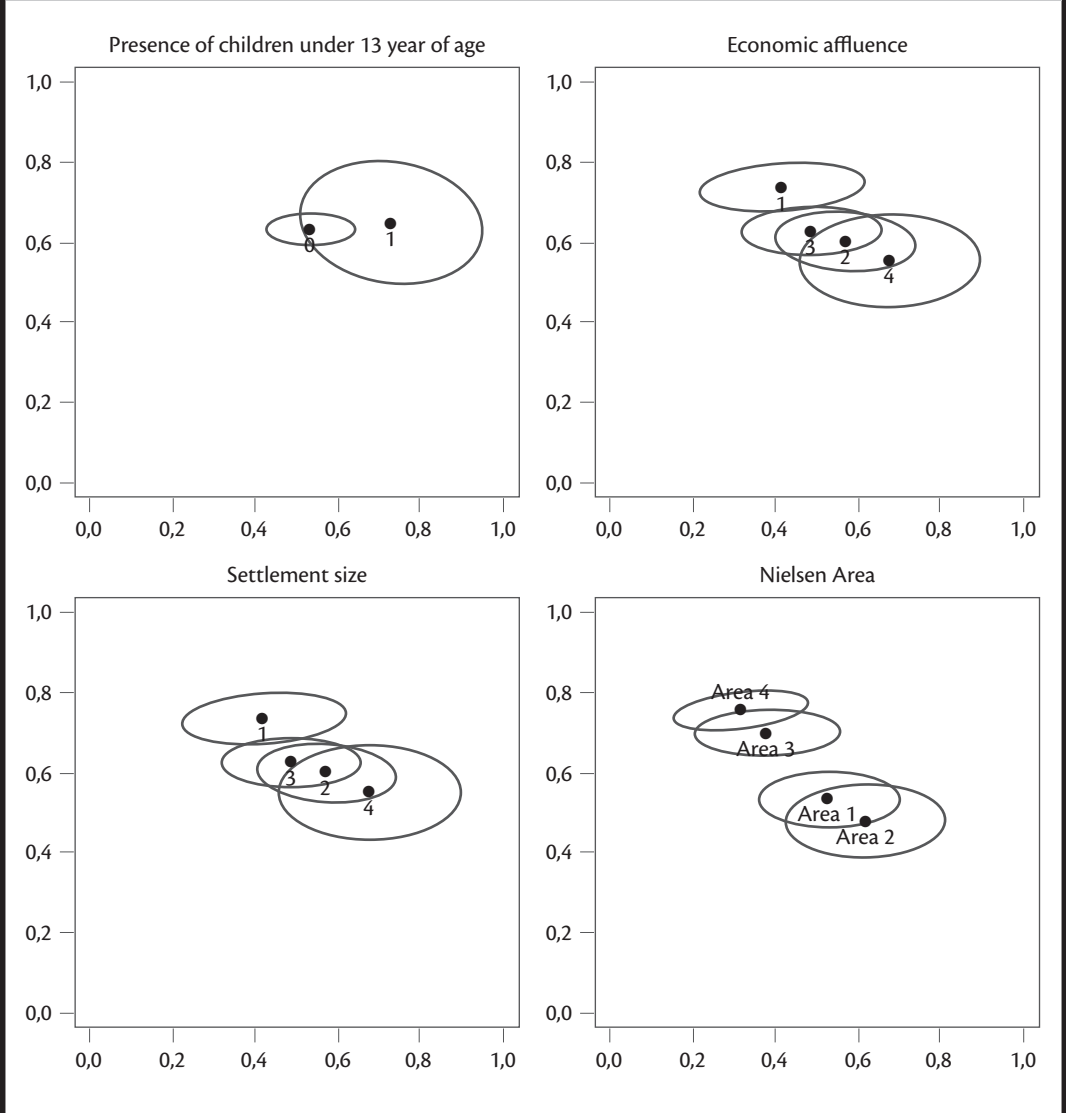 Presence of children under 13 year of age
1,0
0,8
0,6
0,4
0,2
0,0
0
1
0,0 0,2 0,4 0,6 0,8 1,0
Economic affluence
1,0
0,8
0,6
0,4
0,2
0,0
1
3
2
4
0,0 0,2 0,4 0,6 0,8 1,0
Settlement size
1,0
0,8
0,6
0,4
0,2
0,0
1
3
2
4
0,0 0,2 0,4 0,6 0,8 1,0
Nielsen Area
1,0
0,8
0,6
0,4
0,2
0,0
Area 4
Area 3
Area 1
Area 2
0,0 0,2 0,4 0,6 0,8 1,0